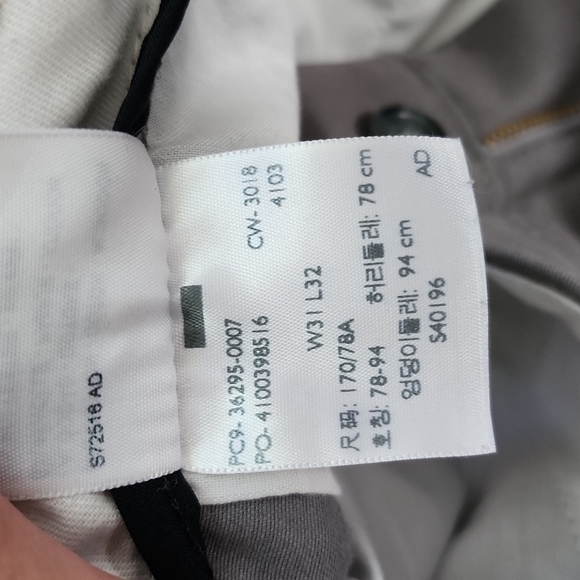 PC9-36295-0007 CW-3018
PO-4100398516 4103
W31 L32
尺码: 170/78A
호칭: 78-94 허리둘레: 78 cm
엉덩이둘레: 94 cm
S40196 AD
S72518 AD